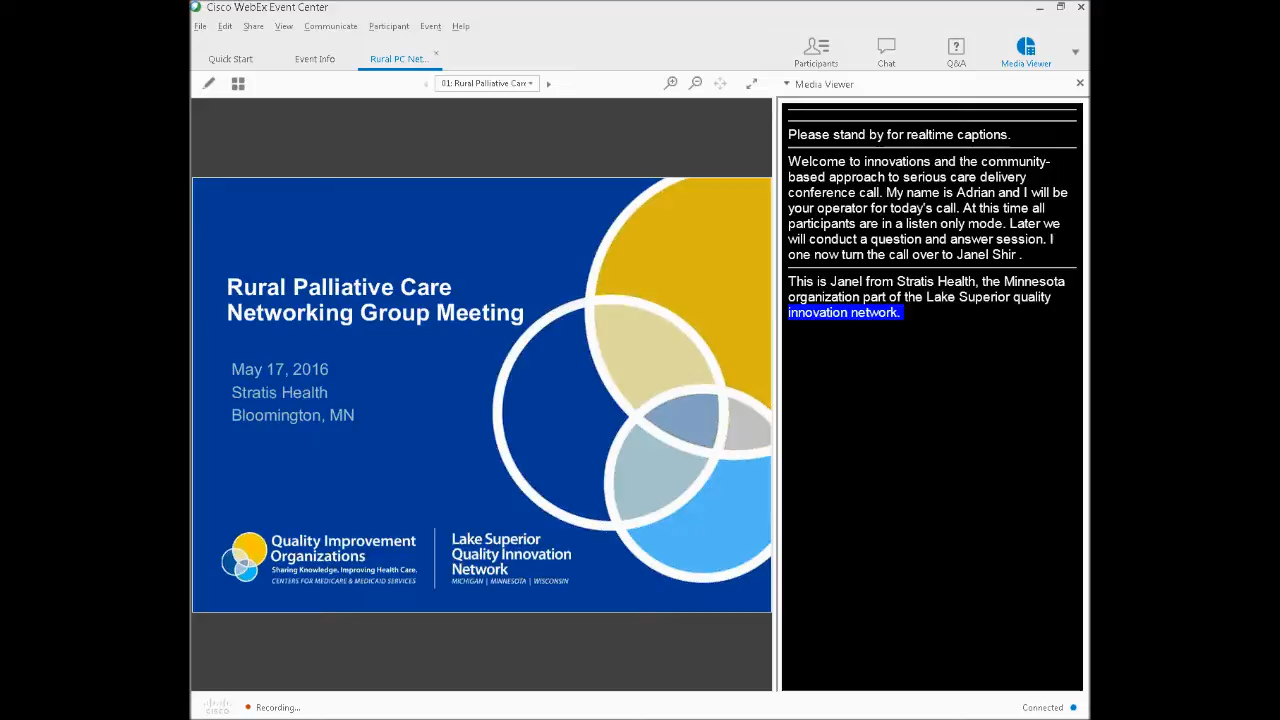 Cisco WebEx Event Center
File Edit Share View Communicate Participant Event Help
Quick Start Event Info Rural PC Net...
Participants Chat Q&A Media Viewer
01: Rural Palliative Care
Media Viewer
Rural Palliative Care
Networking Group Meeting
May 17, 2016
Stratis Health
Bloomington, MN
Quality Improvement
Organizations
Sharing Knowledge, Improving Health Care.
CENTERS FOR MEDICARE & MEDICAID SERVICES
Lake Superior
Quality Innovation
Network
MICHIGAN | MINNESOTA | WISCONSIN
Please stand by for realtime captions.
Welcome to innovations and the community-
based approach to serious care delivery
conference call. My name is Adrian and I will be
your operator for today's call. At this time all
participants are in a listen only mode. Later we
will conduct a question and answer session. I
one now turn the call over to Janel Shir .
This is Janel from Stratis Health, the Minnesota
organization part of the Lake Superior quality
innovation network.
CISCO
Recording...
Connected